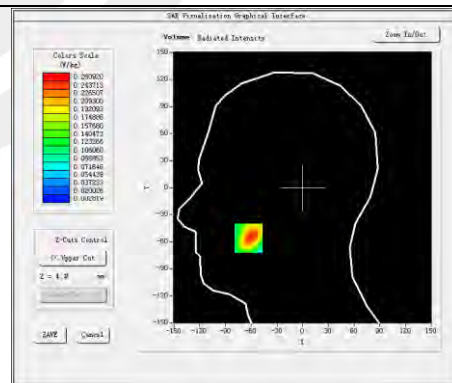 SAR Visualisation Graphical Interface
Volume Radiated Intensity
Zoom In/Out
Colors Scale
(W/kg)
0.260920
0.243713
0.226507
0.209300
0.192093
0.174886
0.157680
0.140473
0.123266
0.106060
0.071646
0.054439
0.037233
0.020026
0.002819
150
120
90
60
30
0
-30
-60
-90
-120
-150
Y
-150 -120 -90 -60 -30 0 30 60 90 120 150
X
Z-Cuts Control
Upper Cut
Z = 4.0 mm
SAVE
Cancel